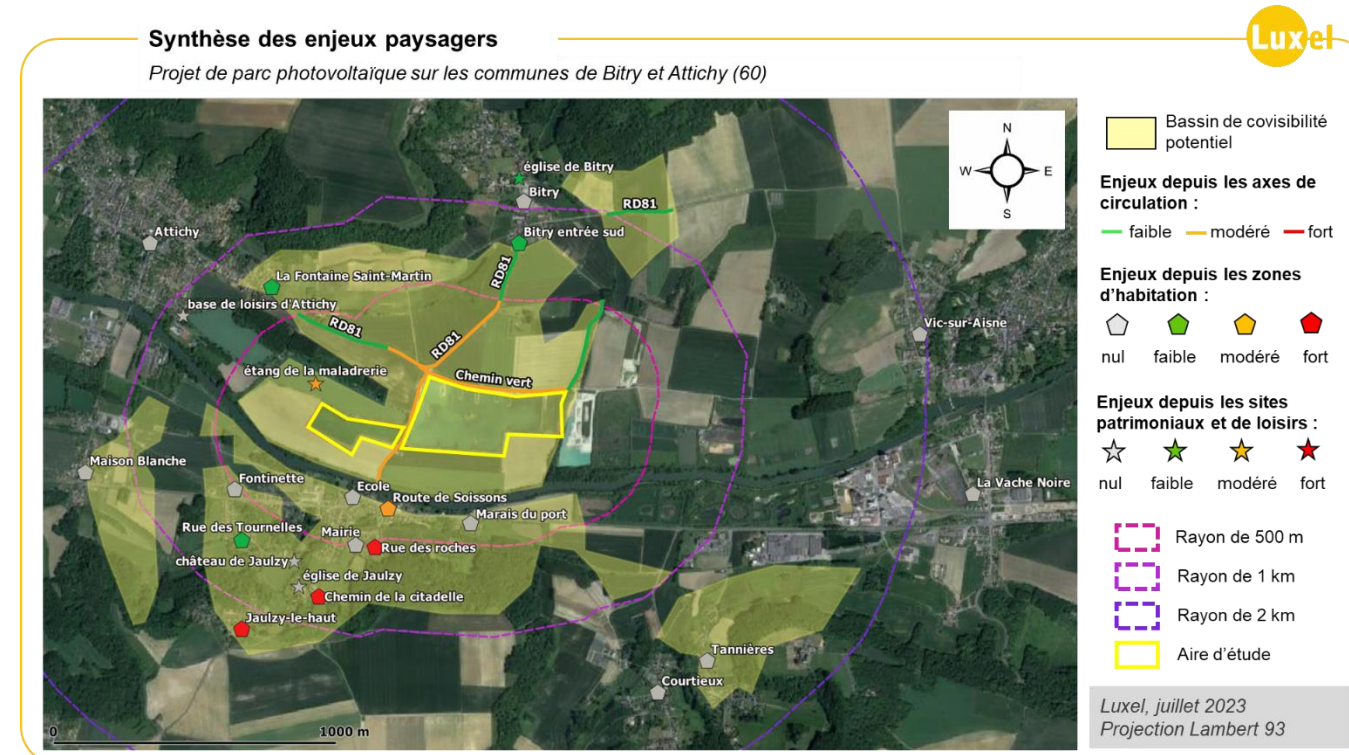 Synthèse des enjeux paysagers
Luxel
Projet de parc photovoltaïque sur les communes de Bitry et Attichy (60)
N
W E
S
église de Bitry
Bitry
RD81
Attichy
Bitry entrée sud
La Fontaine Saint-Martin
RD81
base de loisirs d'Attichy
RD81
RD81
Vic-sur-Aisne
étang de la maladrerie
Chemin vert
Maison Blanche
Fontinette
Ecole
Route de Soissons
La Vache Noire
Marais du port
Rue des Tournelles
Mairie
Rue des roches
château de Jaulzy
église de Jaulzy
Chemin de la citadelle
Jaulzy-le-haut
Tannières
Courtieux
0 1000 m
Bassin de covisibilité
potentiel
Enjeux depuis les axes de
circulation :
faible modéré fort
Enjeux depuis les zones
d'habitation :
nul faible modéré fort
Enjeux depuis les sites
patrimoniaux et de loisirs :
nul faible modéré fort
Rayon de 500 m
Rayon de 1 km
Rayon de 2 km
Aire d'étude
Luxel, juillet 2023
Projection Lambert 93